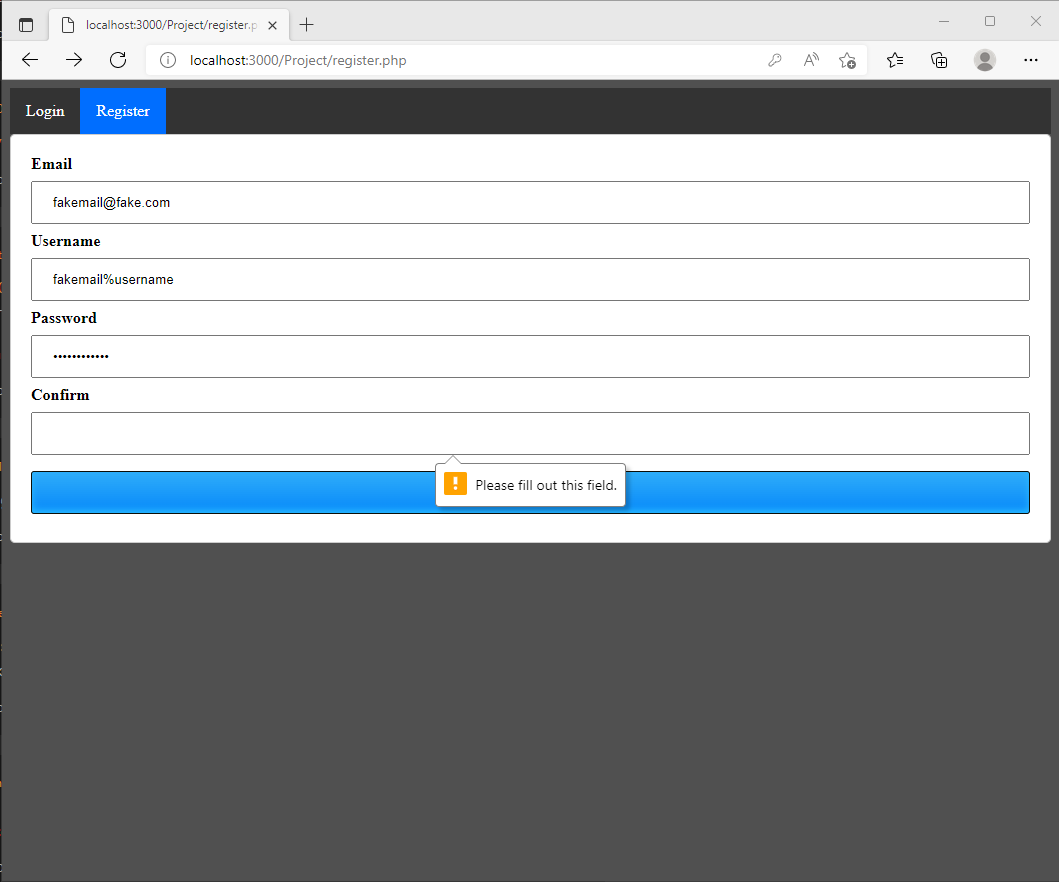 localhost:3000/Project/register.p
localhost:3000/Project/register.php
Login Register
Email
fakemail@fake.com
Username
fakemail%username
Password
••••••••••••
Confirm
Please fill out this field.